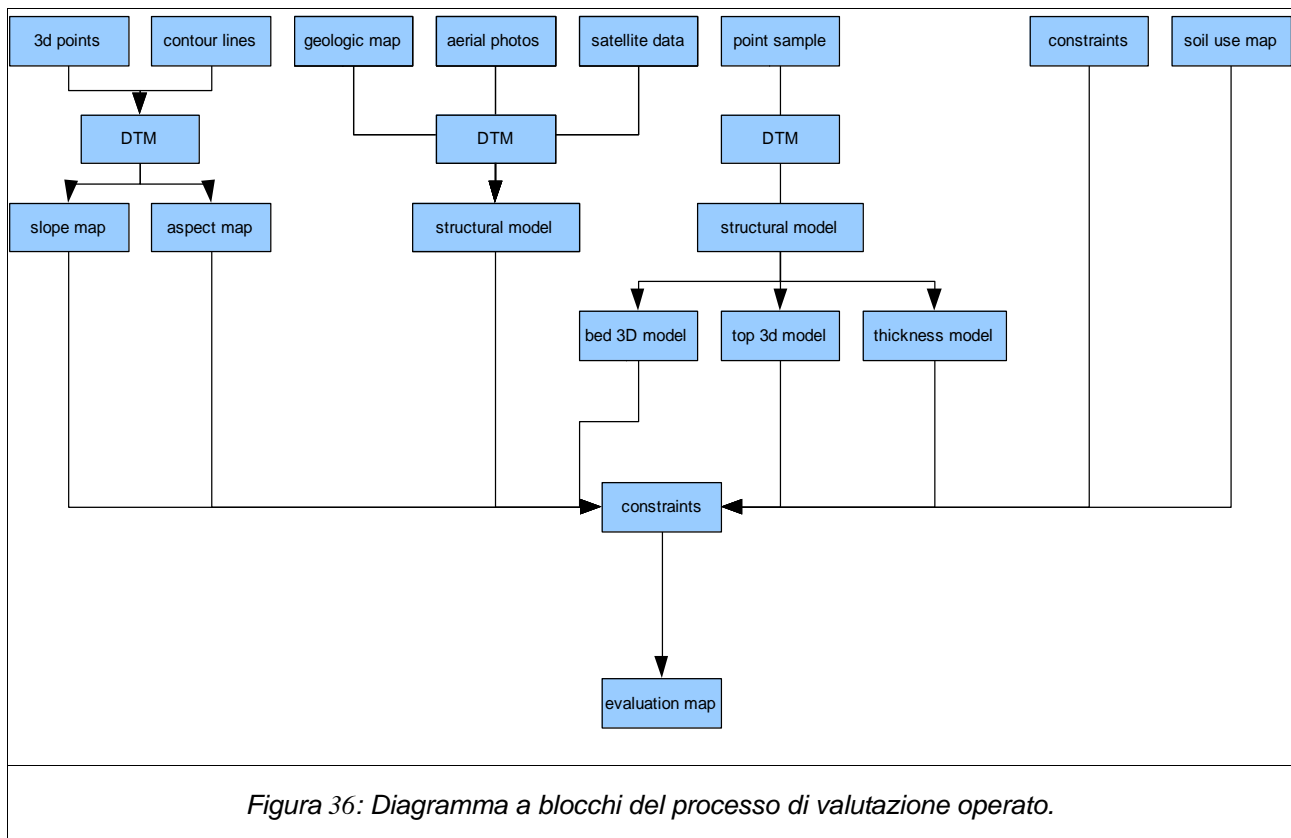 3d points
contour lines
geologic map
aerial photos
satellite data
point sample
constraints
soil use map
DTM
DTM
DTM
slope map
aspect map
structural model
structural model
bed 3D model
top 3d model
thickness model
constraints
evaluation map
Figura 36: Diagramma a blocchi del processo di valutazione operato.